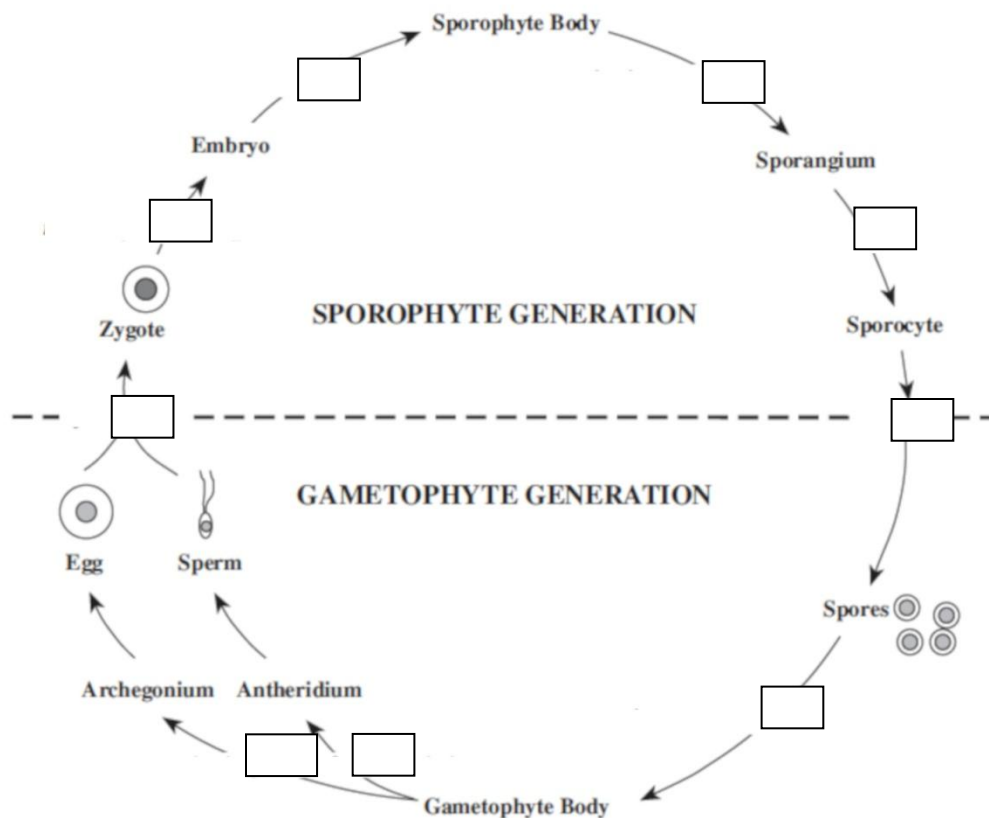 Sporophyte Body
Embryo
Sporangium
SPOROPHYTE GENERATION
Zygote
Sporocyte
GAMETOPHYTE GENERATION
Egg
Sperm
Spores
Archegonium
Antheridium
Gametophyte Body